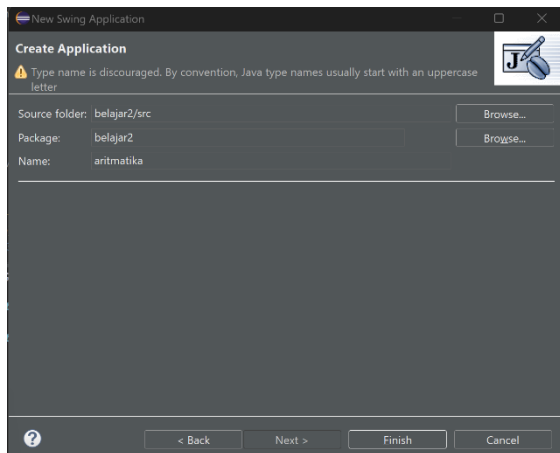 New Swing Application
Create Application
Type name is discouraged. By convention, Java type names usually start with an uppercase
letter
Source folder: belajar2/src Browse...
Package: belajar2 Browse...
Name: aritmatika
? < Back Next > Finish Cancel